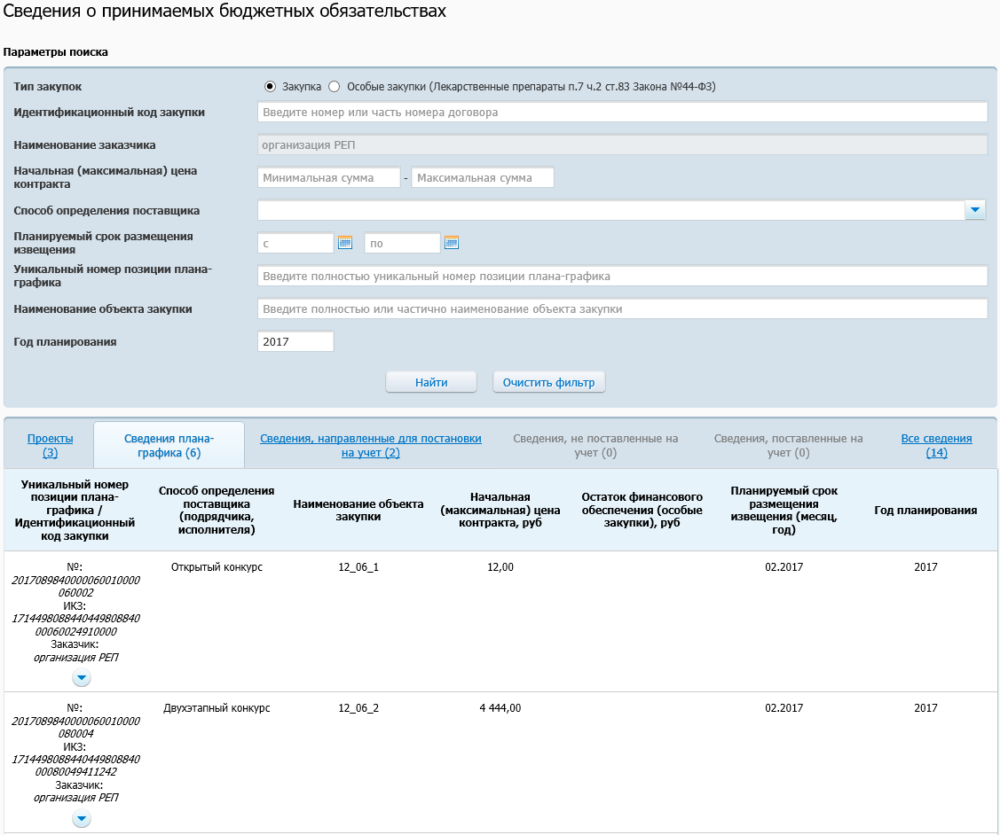 Сведения о принимаемых бюджетных обязательствах
Параметры поиска
Тип закупок
Закупка
Особые закупки (Лекарственные препараты п.7 ч.2 ст.83 Закона №44-ФЗ)
Идентификационный код закупки
Введите номер или часть номера договора
Наименование заказчика
организация РЕП
Начальная (максимальная) цена
контракта
Минимальная сумма
-
Максимальная сумма
Способ определения поставщика
Планируемый срок размещения
извещения
с
по
Уникальный номер позиции плана-
графика
Введите полностью уникальный номер позиции плана-графика
Наименование объекта закупки
Введите полностью или частично наименование объекта закупки
Год планирования
2017
Найти
Очистить фильтр
Проекты
(3)
Сведения плана-
графика (6)
Сведения, направленные для постановки
на учет (2)
Сведения, не поставленные на
учет (0)
Сведения, поставленные на
учет (0)
Все сведения
(14)
Уникальный номер
позиции плана-
графика /
Идентификационный
код закупки
Способ определения
поставщика
(подрядчика,
исполнителя)
Наименование объекта
закупки
Начальная
(максимальная) цена
контракта, руб
Остаток финансового
обеспечения (особые
закупки), руб
Планируемый срок
размещения
извещения (месяц,
год)
Год планирования
№:
2017089840000060010000
060002
ИКЗ:
1714498088440449808840
00060024910000
Заказчик:
организация РЕП
Открытый конкурс
12_06_1
12,00
02.2017
2017
№:
2017089840000060010000
080004
ИКЗ:
1714498088440449808840
00080049411242
Заказчик:
организация РЕП
Двухэтапный конкурс
12_06_2
4 444,00
02.2017
2017